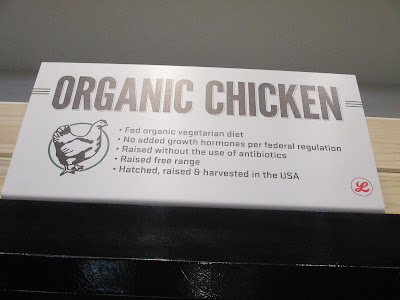 ORGANIC CHICKEN
• Fed organic vegetarian diet
• No added growth hormones per federal regulation
• Raised without the use of antibiotics
• Raised free range
• Hatched, raised & harvested in the USA
L